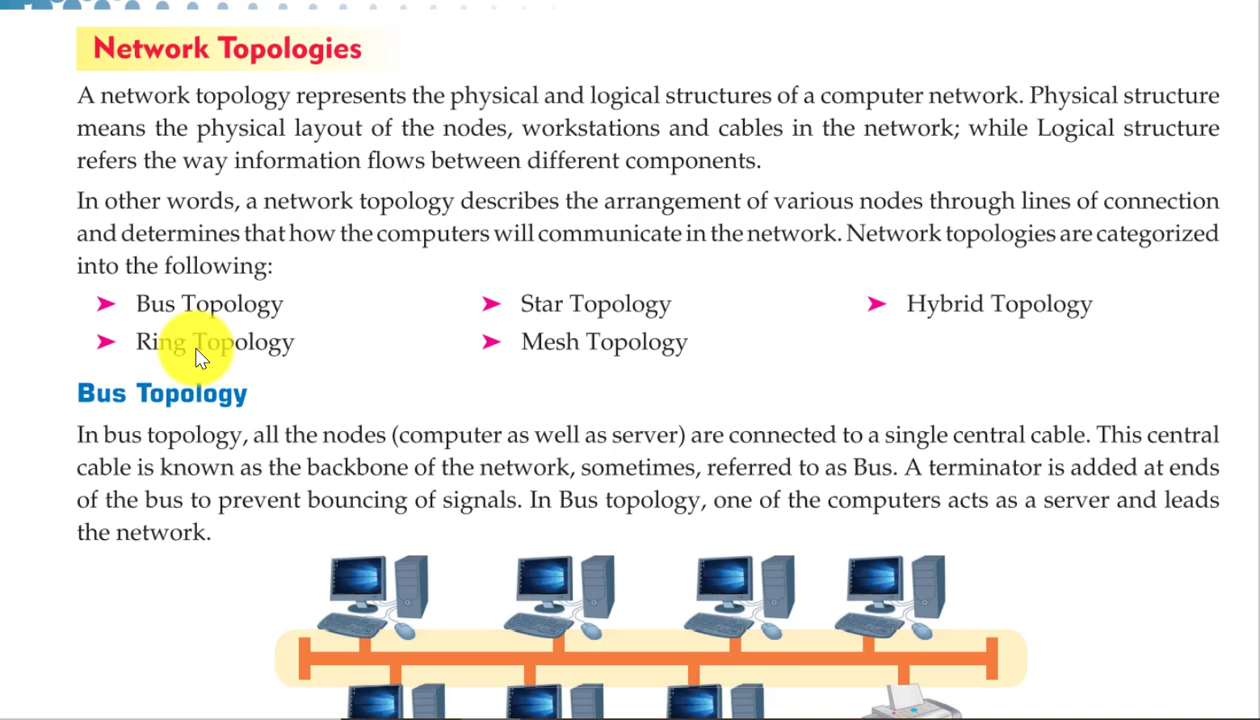 Network Topologies
A network topology represents the physical and logical structures of a computer network. Physical structure
means the physical layout of the nodes, workstations and cables in the network; while Logical structure
refers the way information flows between different components.
In other words, a network topology describes the arrangement of various nodes through lines of connection
and determines that how the computers will communicate in the network. Network topologies are categorized
into the following:
➤ Bus Topology ➤ Star Topology ➤ Hybrid Topology
➤ Ring Topology ➤ Mesh Topology
Bus Topology
In bus topology, all the nodes (computer as well as server) are connected to a single central cable. This central
cable is known as the backbone of the network, sometimes, referred to as Bus. A terminator is added at ends
of the bus to prevent bouncing of signals. In Bus topology, one of the computers acts as a server and leads
the network.